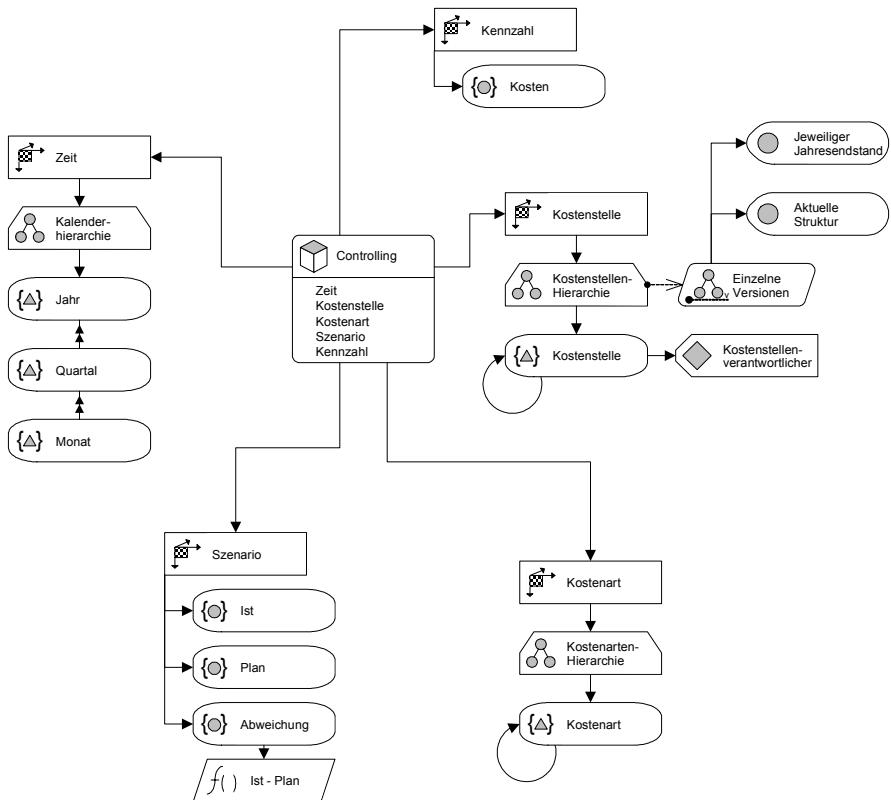 Kennzahl
Kosten
Zeit
Kalender-
hierarchie
Jahr
Quartal
Monat
Controlling
Zeit
Kostenstelle
Kostenart
Szenario
Kennzahl
Kostenstelle
Kostenstellen-
Hierarchie
Kostenstelle
Jeweiliger
Jahresendstand
Aktuelle
Struktur
Einzelne
Versionen
v
Kostenstellen-
verantwortlicher
Szenario
Ist
Plan
Abweichung
f( ) Ist - Plan
Kostenart
Kostenarten-
Hierarchie
Kostenart